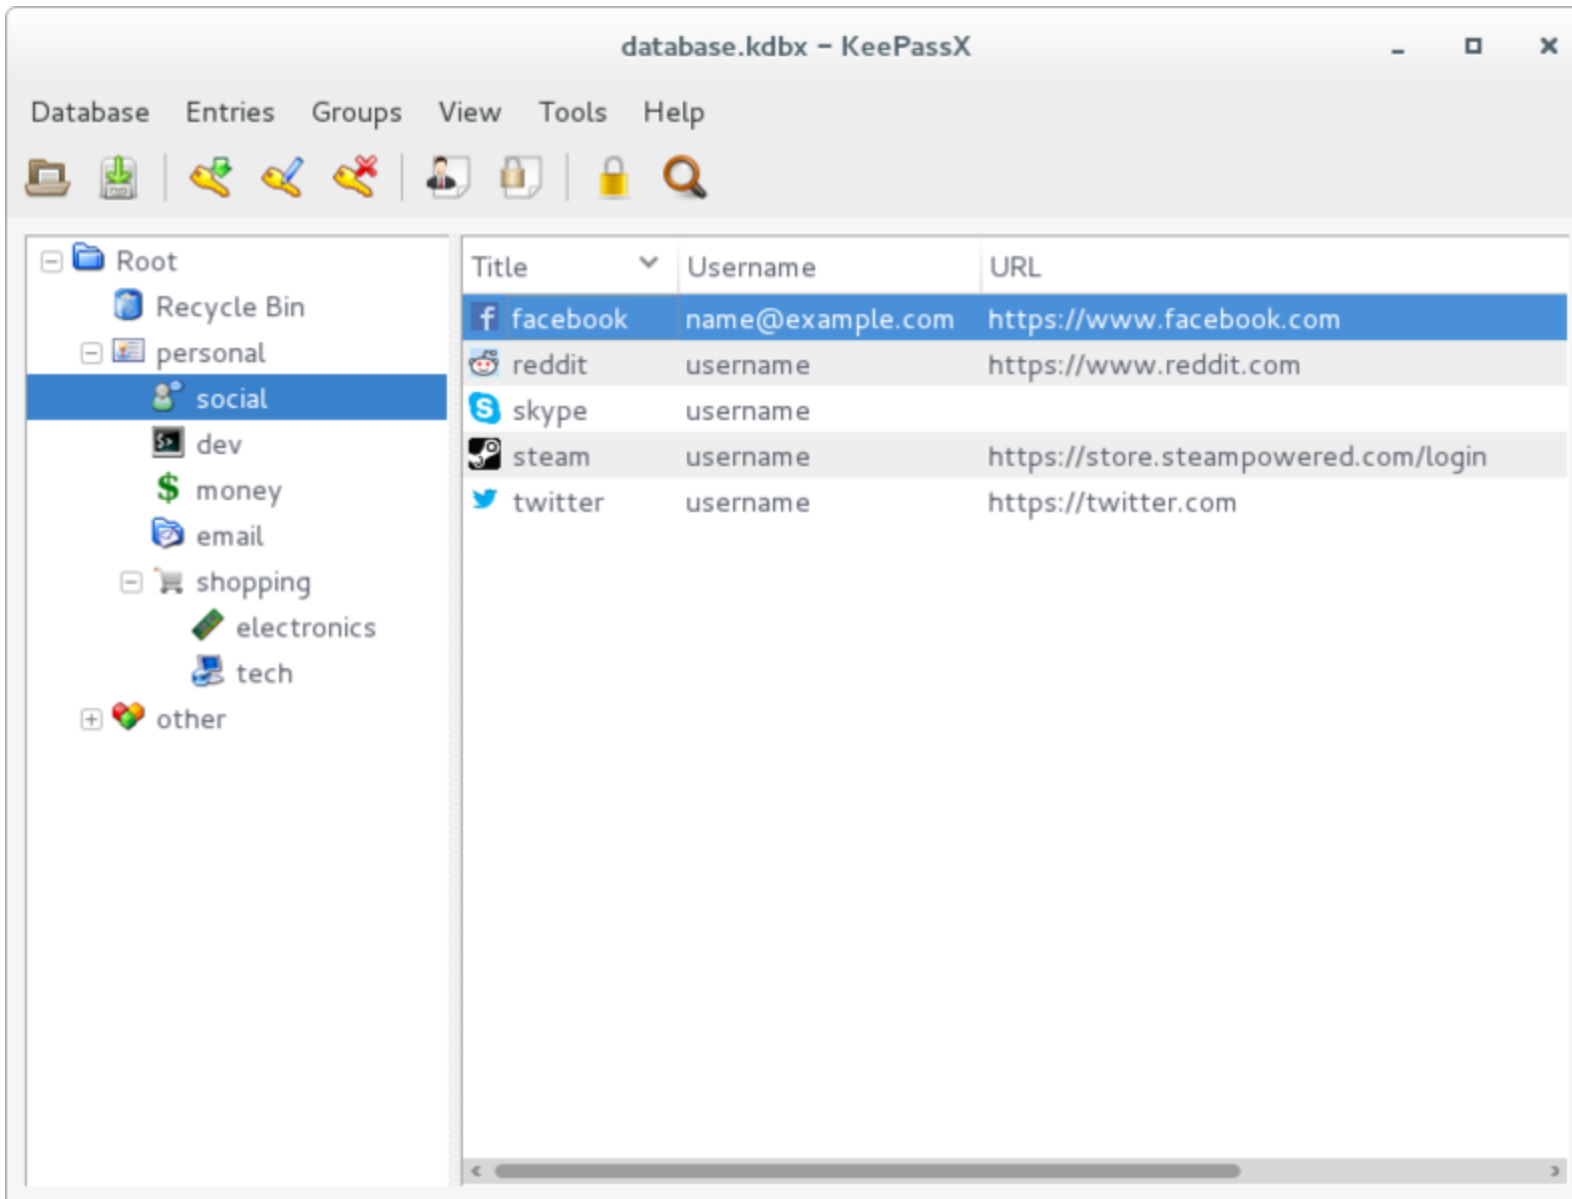 database.kdbx – KeePassX
Database Entries Groups View Tools Help
Root
Recycle Bin
personal
social
dev
money
email
shopping
electronics
tech
other
Title Username URL
facebook name@example.com https://www.facebook.com
reddit username https://www.reddit.com
skype username
steam username https://store.steampowered.com/login
twitter username https://twitter.com